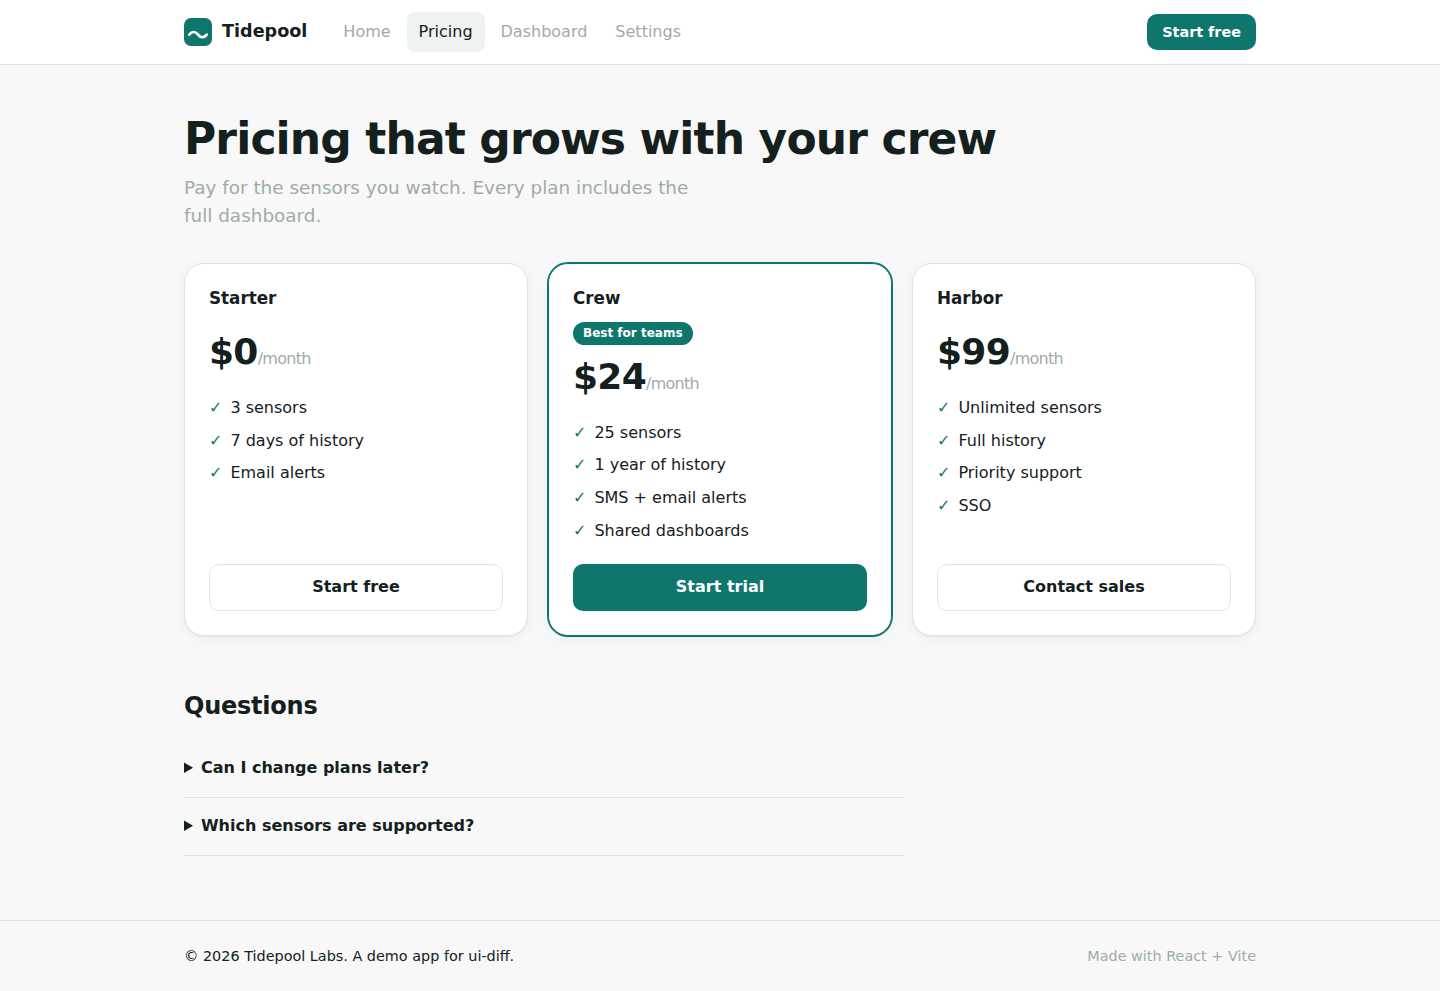 Tidepool
Home
Pricing
Dashboard
Settings
Start free
Pricing that grows with your crew
Pay for the sensors you watch. Every plan includes the
full dashboard.
Starter
$0/month
✓ 3 sensors
✓ 7 days of history
✓ Email alerts
Start free
Crew
Best for teams
$24/month
✓ 25 sensors
✓ 1 year of history
✓ SMS + email alerts
✓ Shared dashboards
Start trial
Harbor
$99/month
✓ Unlimited sensors
✓ Full history
✓ Priority support
✓ SSO
Contact sales
Questions
Can I change plans later?
Which sensors are supported?
© 2026 Tidepool Labs. A demo app for ui-diff.
Made with React + Vite